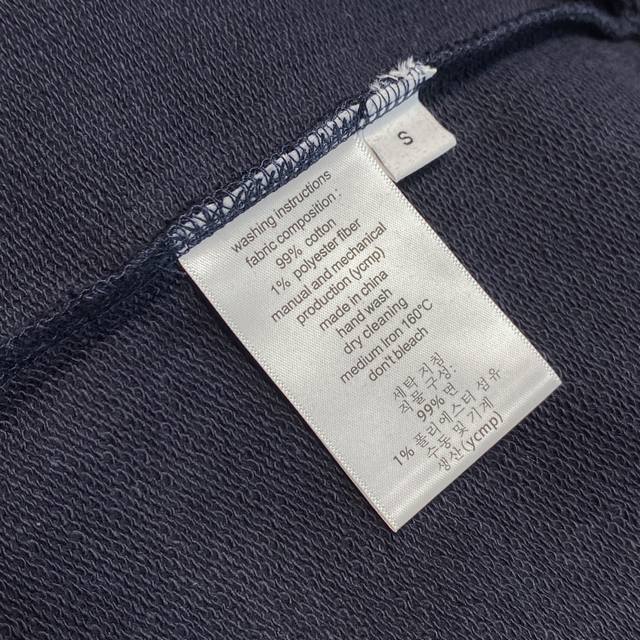 S
washing instructions
fabric composition:
99% cotton
1% polyester fiber
manual and mechanical
production (ycmp)
made in china
hand wash
dry cleaning
medium iron 160°C
don't bleach
세탁 지침
직물 구성:
99% 면
1% 폴리에스터 섬유
수동 및 기계
생산(ycmp)